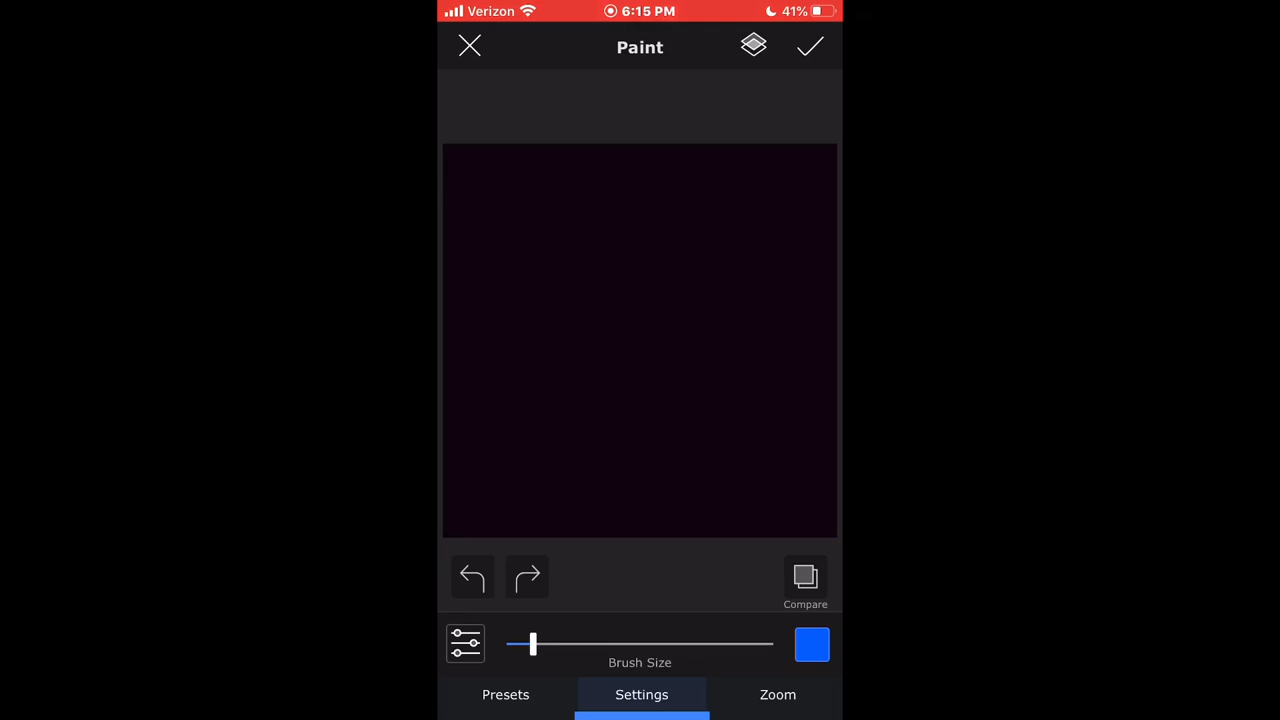 Verizon 6:15 PM 41%
Paint
Compare
Brush Size
Presets Settings Zoom